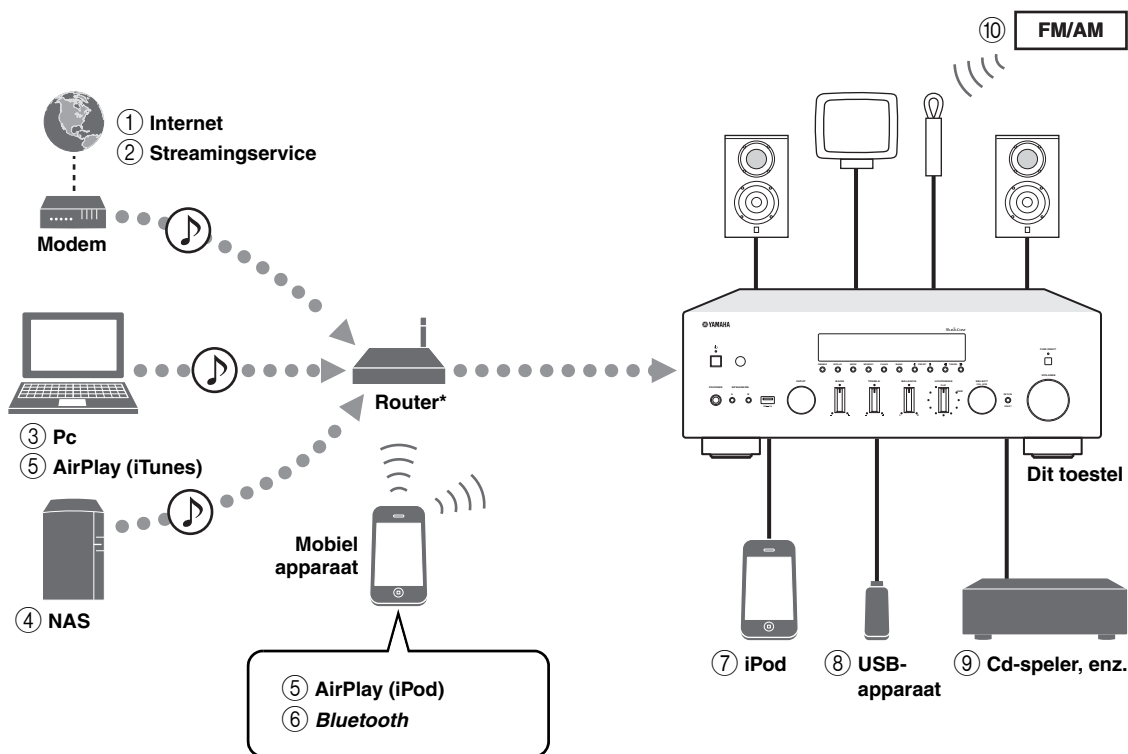 ⑩ FM/AM
① Internet
② Streamingservice
Modem
③ Pc
⑤ AirPlay (iTunes)
④ NAS
Router*
Mobiel
apparaat
⑤ AirPlay (iPod)
⑥ Bluetooth
YAMAHA
Dit toestel
⑦ iPod
⑧ USB-
apparaat
⑨ Cd-speler, enz.